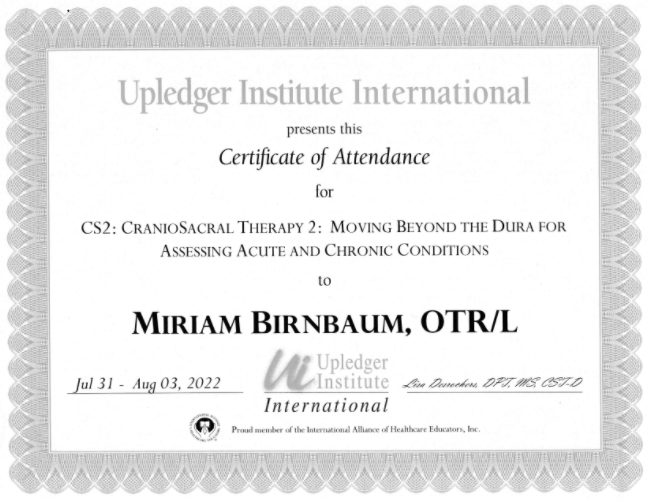 Upledger Institute International
presents this
Certificate of Attendance
for
CS2: CRANIOSACRAL THERAPY 2: MOVING BEYOND THE DURA FOR
ASSESSING ACUTE AND CHRONIC CONDITIONS
to
MIRIAM BIRNBAUM, OTR/L
Jul 31 - Aug 03, 2022
Ui Upledger
Institute
International
Lisa Desrochers, DPT, MS, CST-D
Proud member of the International Alliance of Healthcare Educators, Inc.